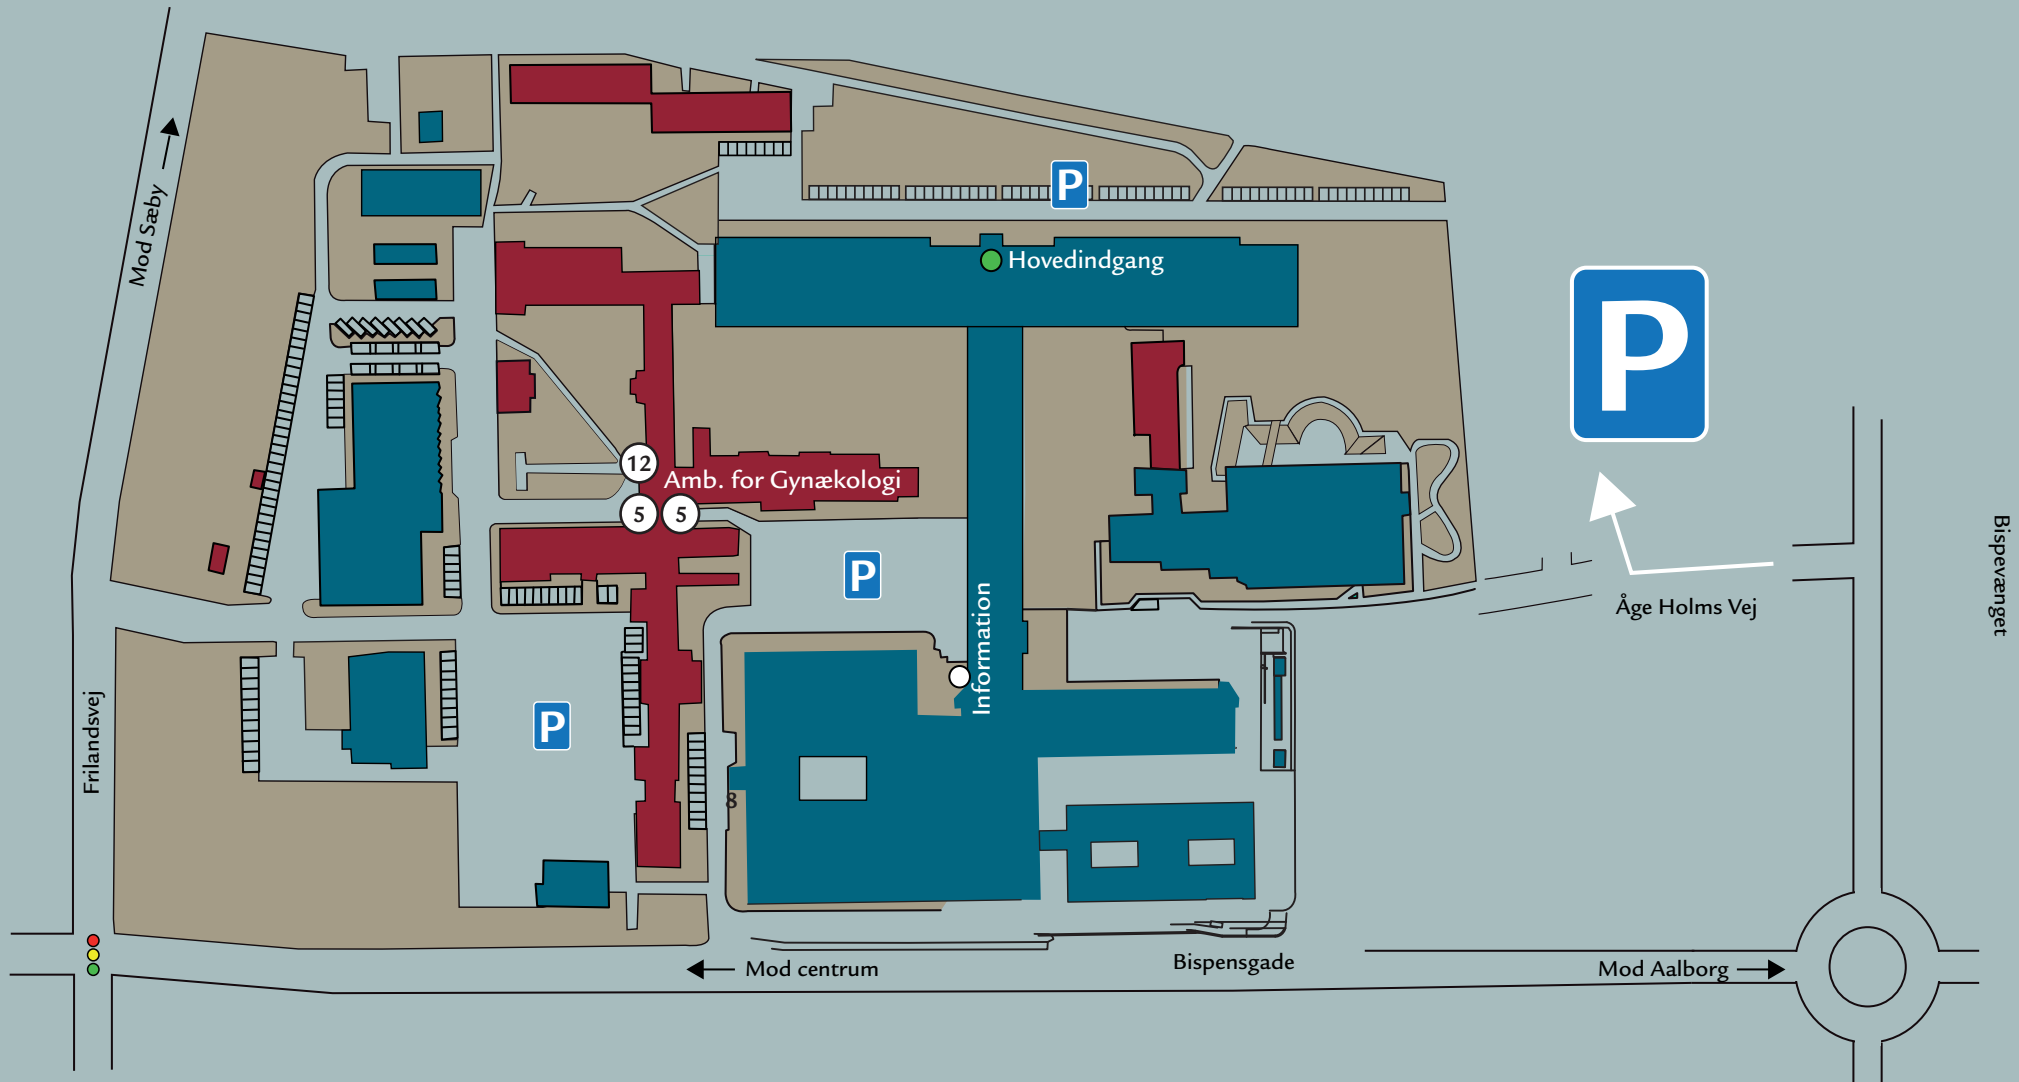 P
Hovedindgang
P
Mod Sæby
12
Amb. for Gynækologi
5 5
P
Bispevænget
Åge Holms Vej
Information
P
Frilandsvej
8
Mod centrum
Bispensgade
Mod Aalborg